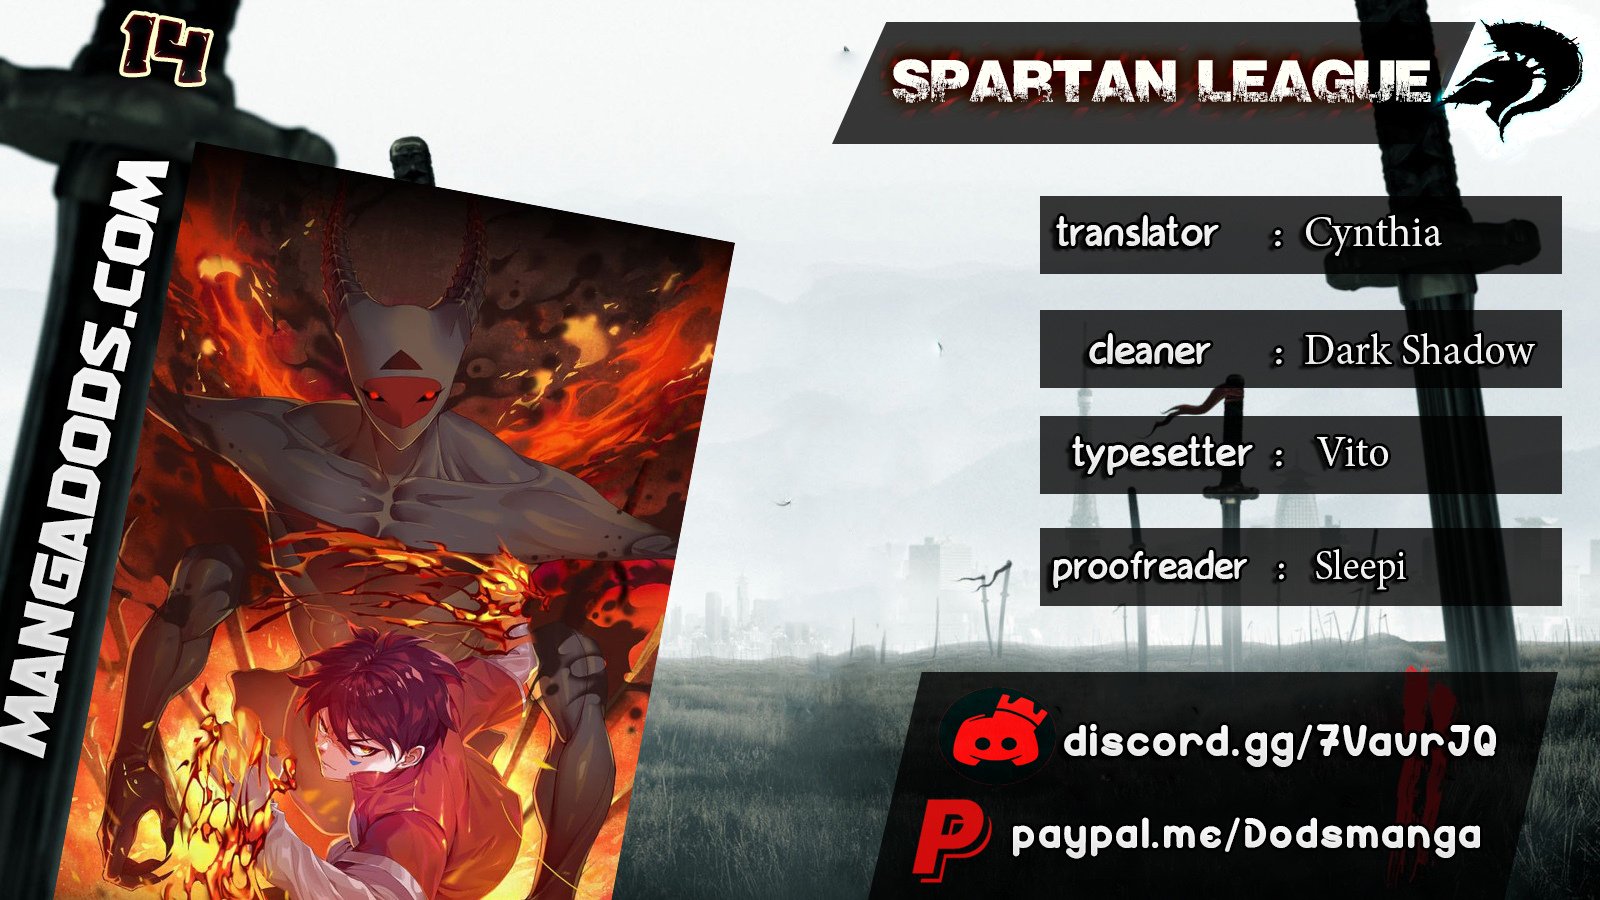 14
SPARTAN LEAGUE
MANGADODS.COM
translator : Cynthia
cleaner : Dark Shadow
typesetter : Vito
proofreader : Sleepi
discord.gg/7VavrJQ
paypal.me/Dodsmanga